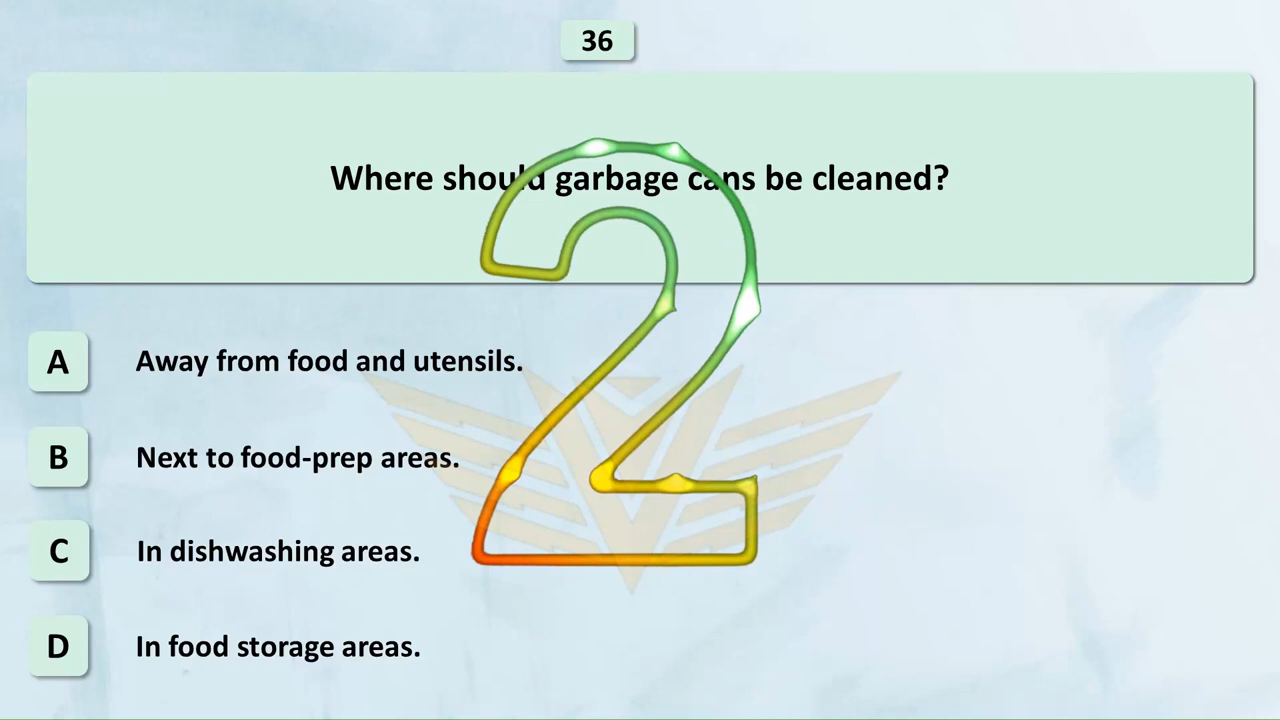 36
Where should garbage cans be cleaned?
2
A Away from food and utensils.
B Next to food-prep areas.
C In dishwashing areas.
D In food storage areas.